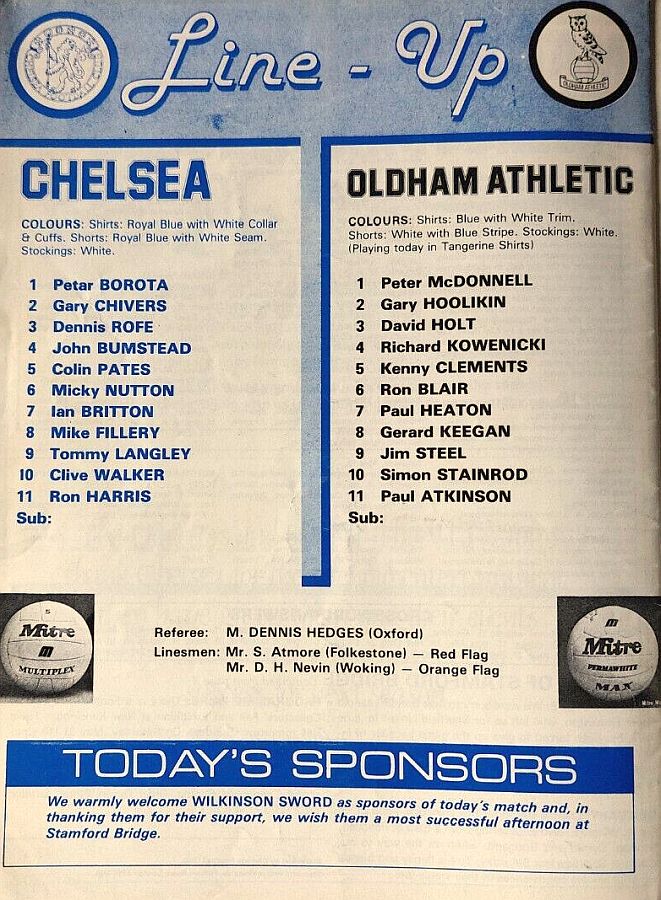 Line - Up
OLDHAM ATHLETIC
CHELSEA
COLOURS: Shirts: Royal Blue with White Collar
& Cuffs. Shorts: Royal Blue with White Seam.
Stockings: White.
1 Petar BOROTA
2 Gary CHIVERS
3 Dennis ROFE
4 John BUMSTEAD
5 Colin PATES
6 Micky NUTTON
7 Ian BRITTON
8 Mike FILLERY
9 Tommy LANGLEY
10 Clive WALKER
11 Ron HARRIS
Sub:
OLDHAM ATHLETIC
COLOURS: Shirts: Blue with White Trim.
Shorts: White with Blue Stripe. Stockings: White.
(Playing today in Tangerine Shirts)
1 Peter McDONNELL
2 Gary HOOLIKIN
3 David HOLT
4 Richard KOWENICKI
5 Kenny CLEMENTS
6 Ron BLAIR
7 Paul HEATON
8 Gerard KEEGAN
9 Jim STEEL
10 Simon STAINROD
11 Paul ATKINSON
Sub:
5
Mitre
m
MULTIPLEX
Referee: M. DENNIS HEDGES (Oxford)
Linesmen: Mr. S. Atmore (Folkestone) — Red Flag
Mr. D. H. Nevin (Woking) — Orange Flag
m
Mitre
PERMAWHITE
MAX
TODAY'S SPONSORS
We warmly welcome WILKINSON SWORD as sponsors of today's match and, in
thanking them for their support, we wish them a most successful afternoon at
Stamford Bridge.